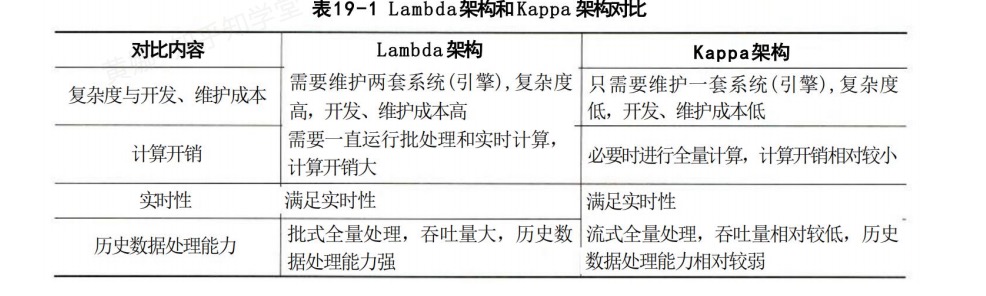 表19-1 Lambda架构和Kappa 架构对比
对比内容
Lambda架构
Kappa架构
复杂度与开发、维护成本
需要维护两套系统(引擎),复杂度
高，开发、维护成本高
只需要维护一套系统(引擎),复杂度
低，开发、维护成本低
计算开销
需要一直运行批处理和实时计算，
计算开销大
必要时进行全量计算，计算开销相对较小
实时性
满足实时性
满足实时性
历史数据处理能力
批式全量处理，吞吐量大，历史数
据处理能力强
流式全量处理，吞吐量相对较低，历史
数据处理能力相对较弱